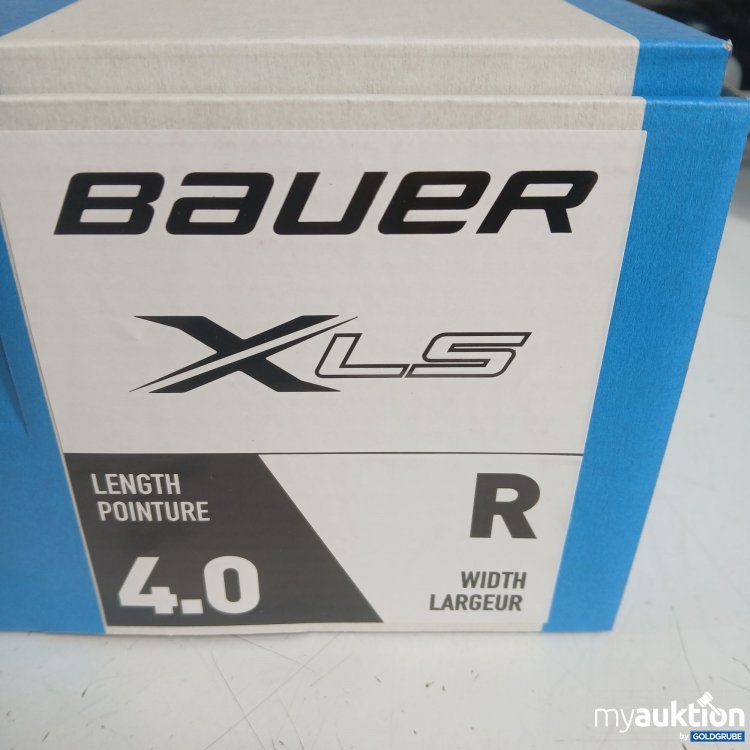 BAUER
XLS
LENGTH
POINTURE
4.0
R
WIDTH
LARGEUR
myauktion
by GOLDGRUBE